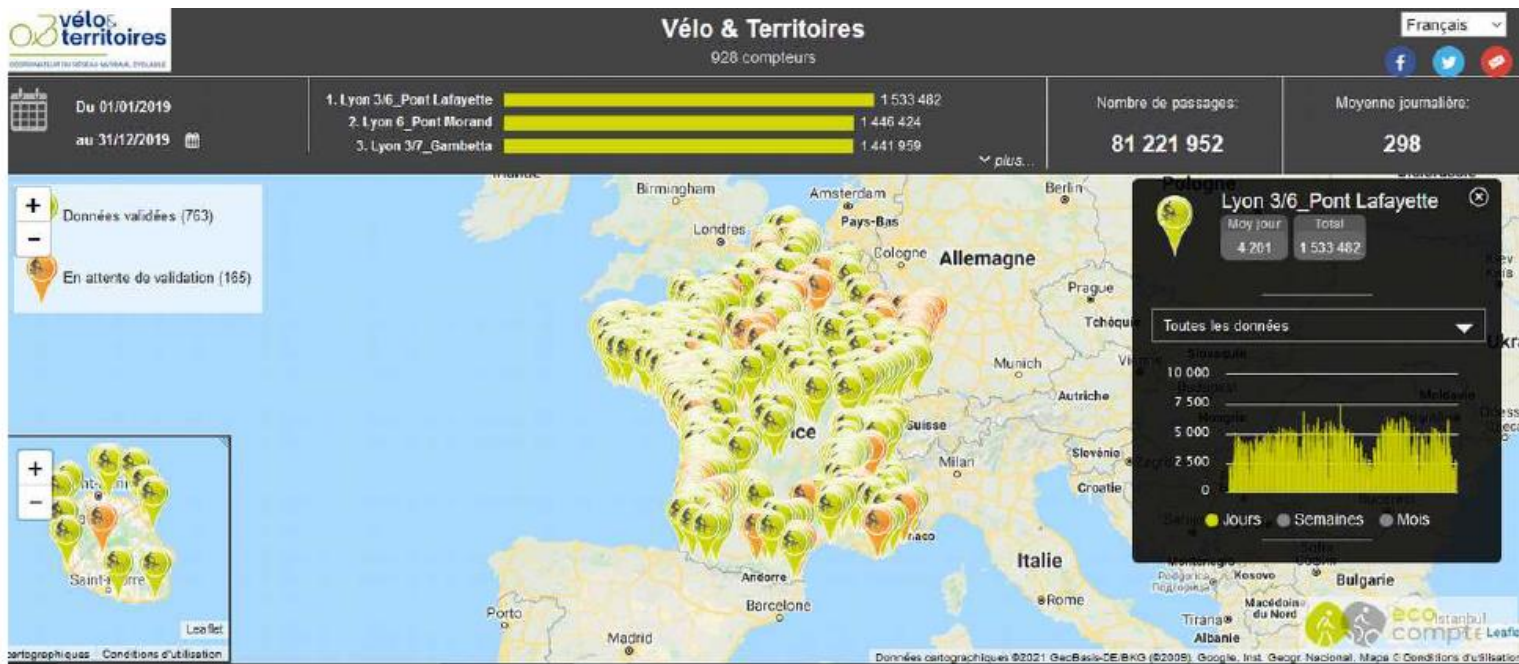 vélo&
territoires
Vélo & Territoires
928 compteurs
Français
Du 01/01/2019
au 31/12/2019
1. Lyon 3/6_Pont Lafayette 1 533 482
2. Lyon 6_Pont Morand 1 446 424
3. Lyon 3/7_Gambetta 1 441 959
plus...
Nombre de passages:
81 221 952
Moyenne journalière:
298
+
−
Données validées (763)
En attente de validation (165)
Birmingham
Amsterdam
Berlin
Pologne
Londres
Pays-Bas
Cologne
Allemagne
Prague
Tchéquie
Munich
Autriche
Suisse
Milan
Slovénie
Croatie
Italie
Rome
Andorre
Barcelone
Porto
Madrid
Kosovo
Bulgarie
Macédoine
du Nord
Tirana
Albanie
Lyon 3/6_Pont Lafayette
Moy jour
4 201
Total
1 533 482
Toutes les données
10 000
7 500
5 000
2 500
0
Jours
Semaines
Mois
+
−
Leaflet
Conditions d'utilisation
eco
compte
Istanbul
Données cartographiques ©2021 GeoBasis-DE/BKG (©2009), Google, Inst. Geogr. Nacional, Mapa